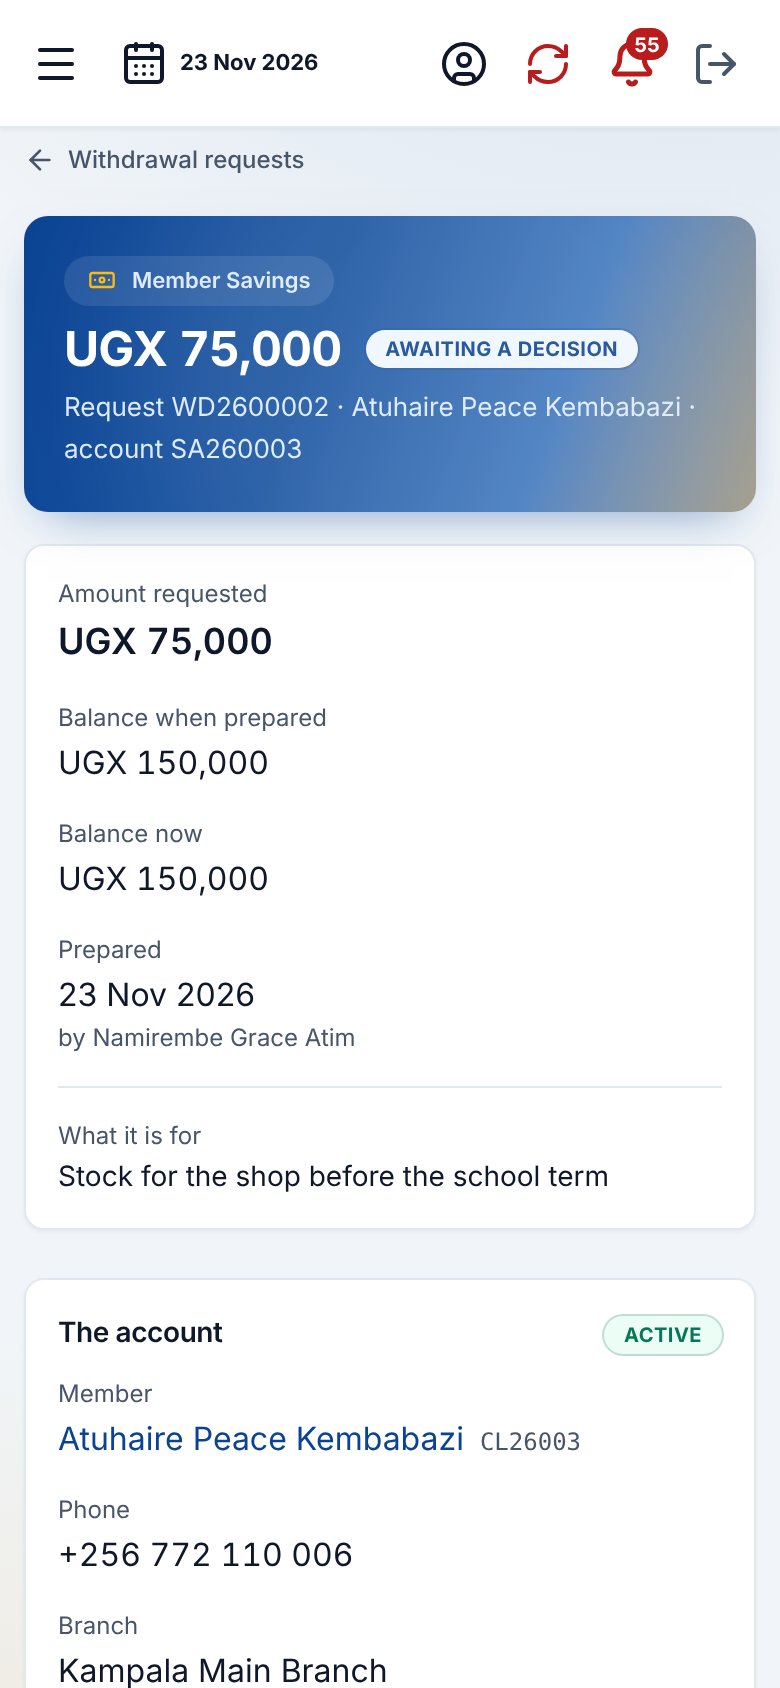 23 Nov 2026
55
Withdrawal requests
Member Savings
UGX 75,000
AWAITING A DECISION
Request WD2600002 · Atuhaire Peace Kembabazi ·
account SA260003
Amount requested
UGX 75,000
Balance when prepared
UGX 150,000
Balance now
UGX 150,000
Prepared
23 Nov 2026
by Namirembe Grace Atim
What it is for
Stock for the shop before the school term
The account
ACTIVE
Member
Atuhaire Peace Kembabazi CL26003
Phone
+256 772 110 006
Branch
Kampala Main Branch